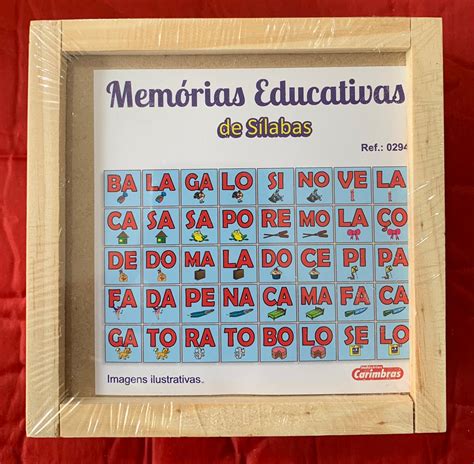 Memórias Educativas
de Sílabas
Ref.: 0294
BA LA GA LO SI NO VE LA
CA SA SA PO RE MO LA ÇO
DE DO MA LA DO CE PI PA
FA DA PE NA CA MA FA CA
GA TO RA TO BO LO SE LO
Imagens ilustrativas.
Carimbras